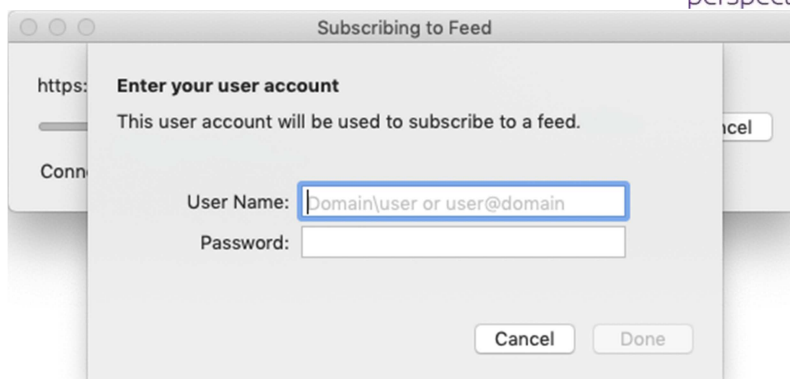 perspect
Subscribing to Feed
https:
Enter your user account
This user account will be used to subscribe to a feed.
ncel
Conn
User Name: Domain\user or user@domain
Password:
Cancel Done